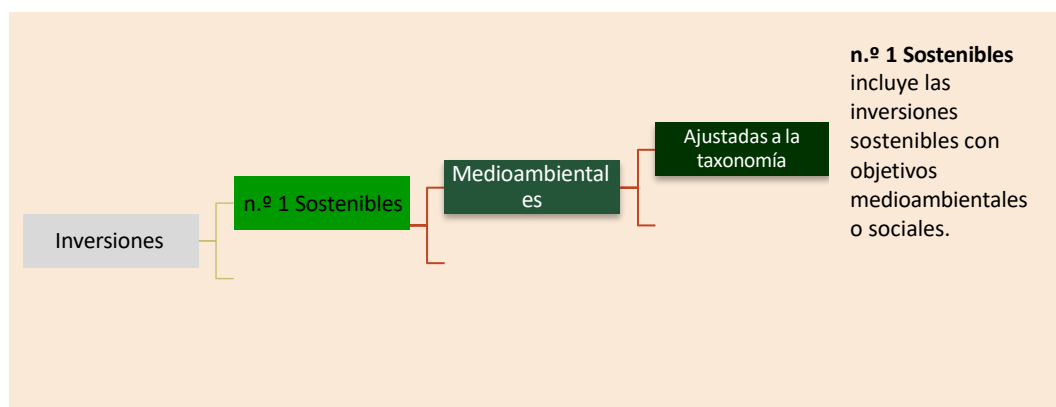 Inversiones
n.º 1 Sostenibles
Medioambiental
es
Ajustadas a la
taxonomía
n.º 1 Sostenibles
incluye las
inversiones
sostenibles con
objetivos
medioambientales
o sociales.